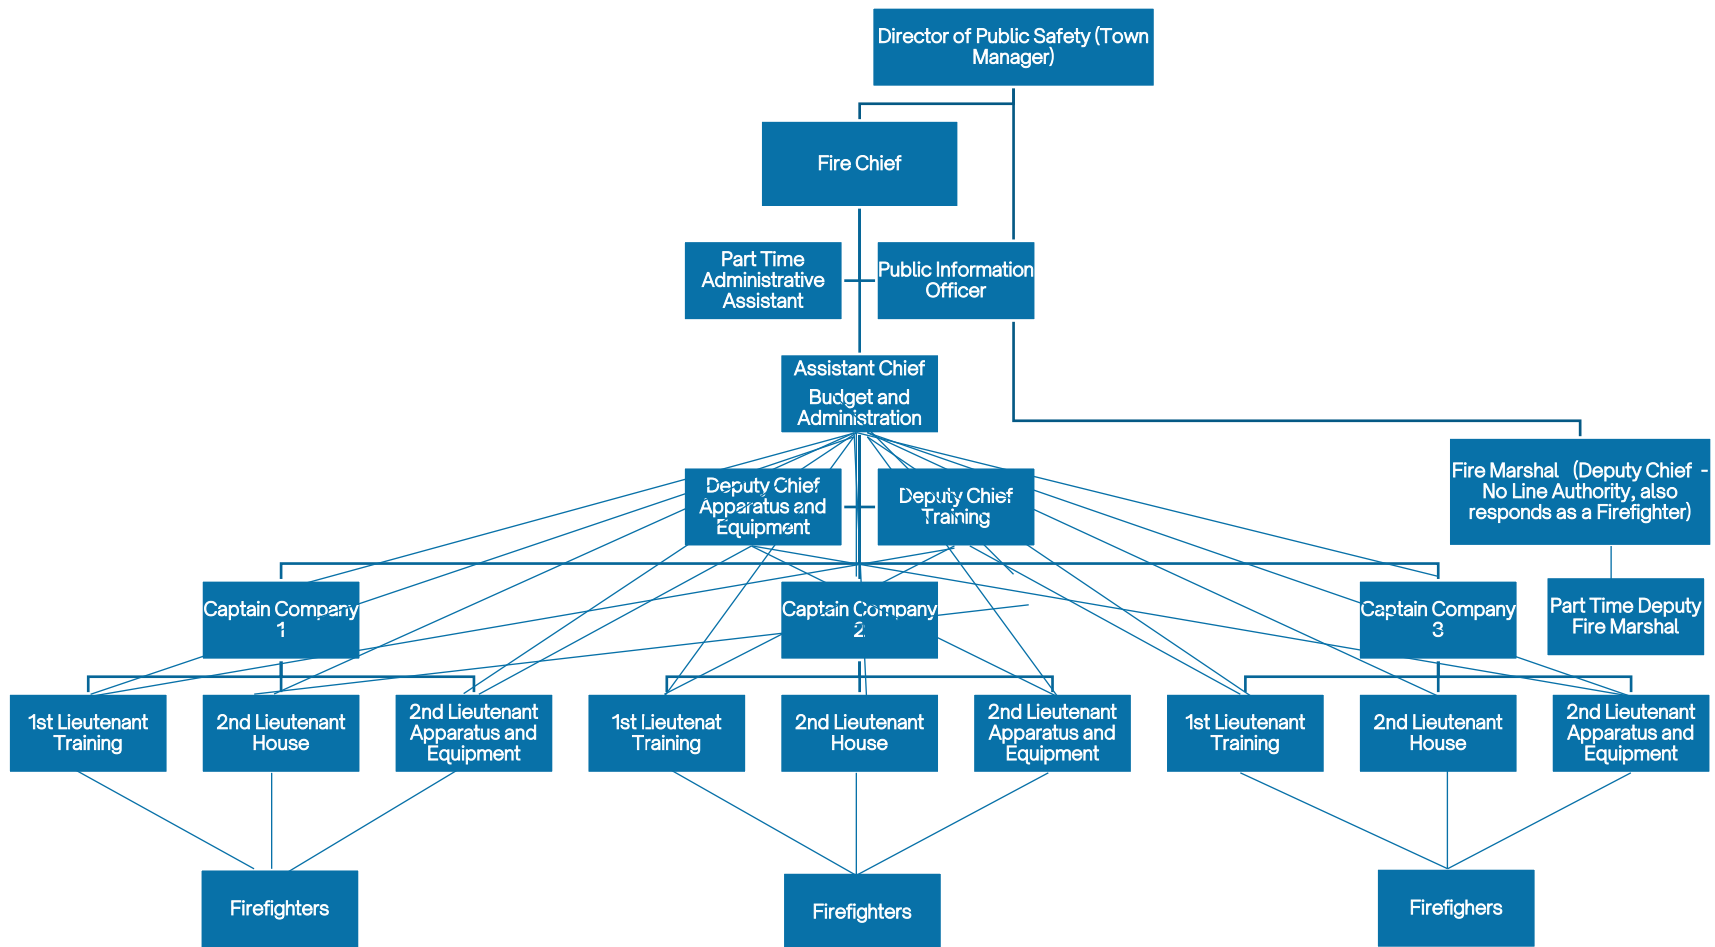 Director of Public Safety (Town
Manager)
Fire Chief
Part Time
Administrative
Assistant
Public Information
Officer
Assistant Chief
Budget and
Administration
Deputy Chief
Apparatus and
Equipment
Deputy Chief
Training
Fire Marshal (Deputy Chief -
No Line Authority, also
responds as a Firefighter)
Part Time Deputy
Fire Marshal
Captain Company
1
Captain Company
2
Captain Company
3
1st Lieutenant
Training
2nd Lieutenant
House
2nd Lieutenant
Apparatus and
Equipment
1st Lieutenat
Training
2nd Lieutenant
House
2nd Lieutenant
Apparatus and
Equipment
1st Lieutenant
Training
2nd Lieutenant
House
2nd Lieutenant
Apparatus and
Equipment
Firefighters
Firefighters
Firefighers